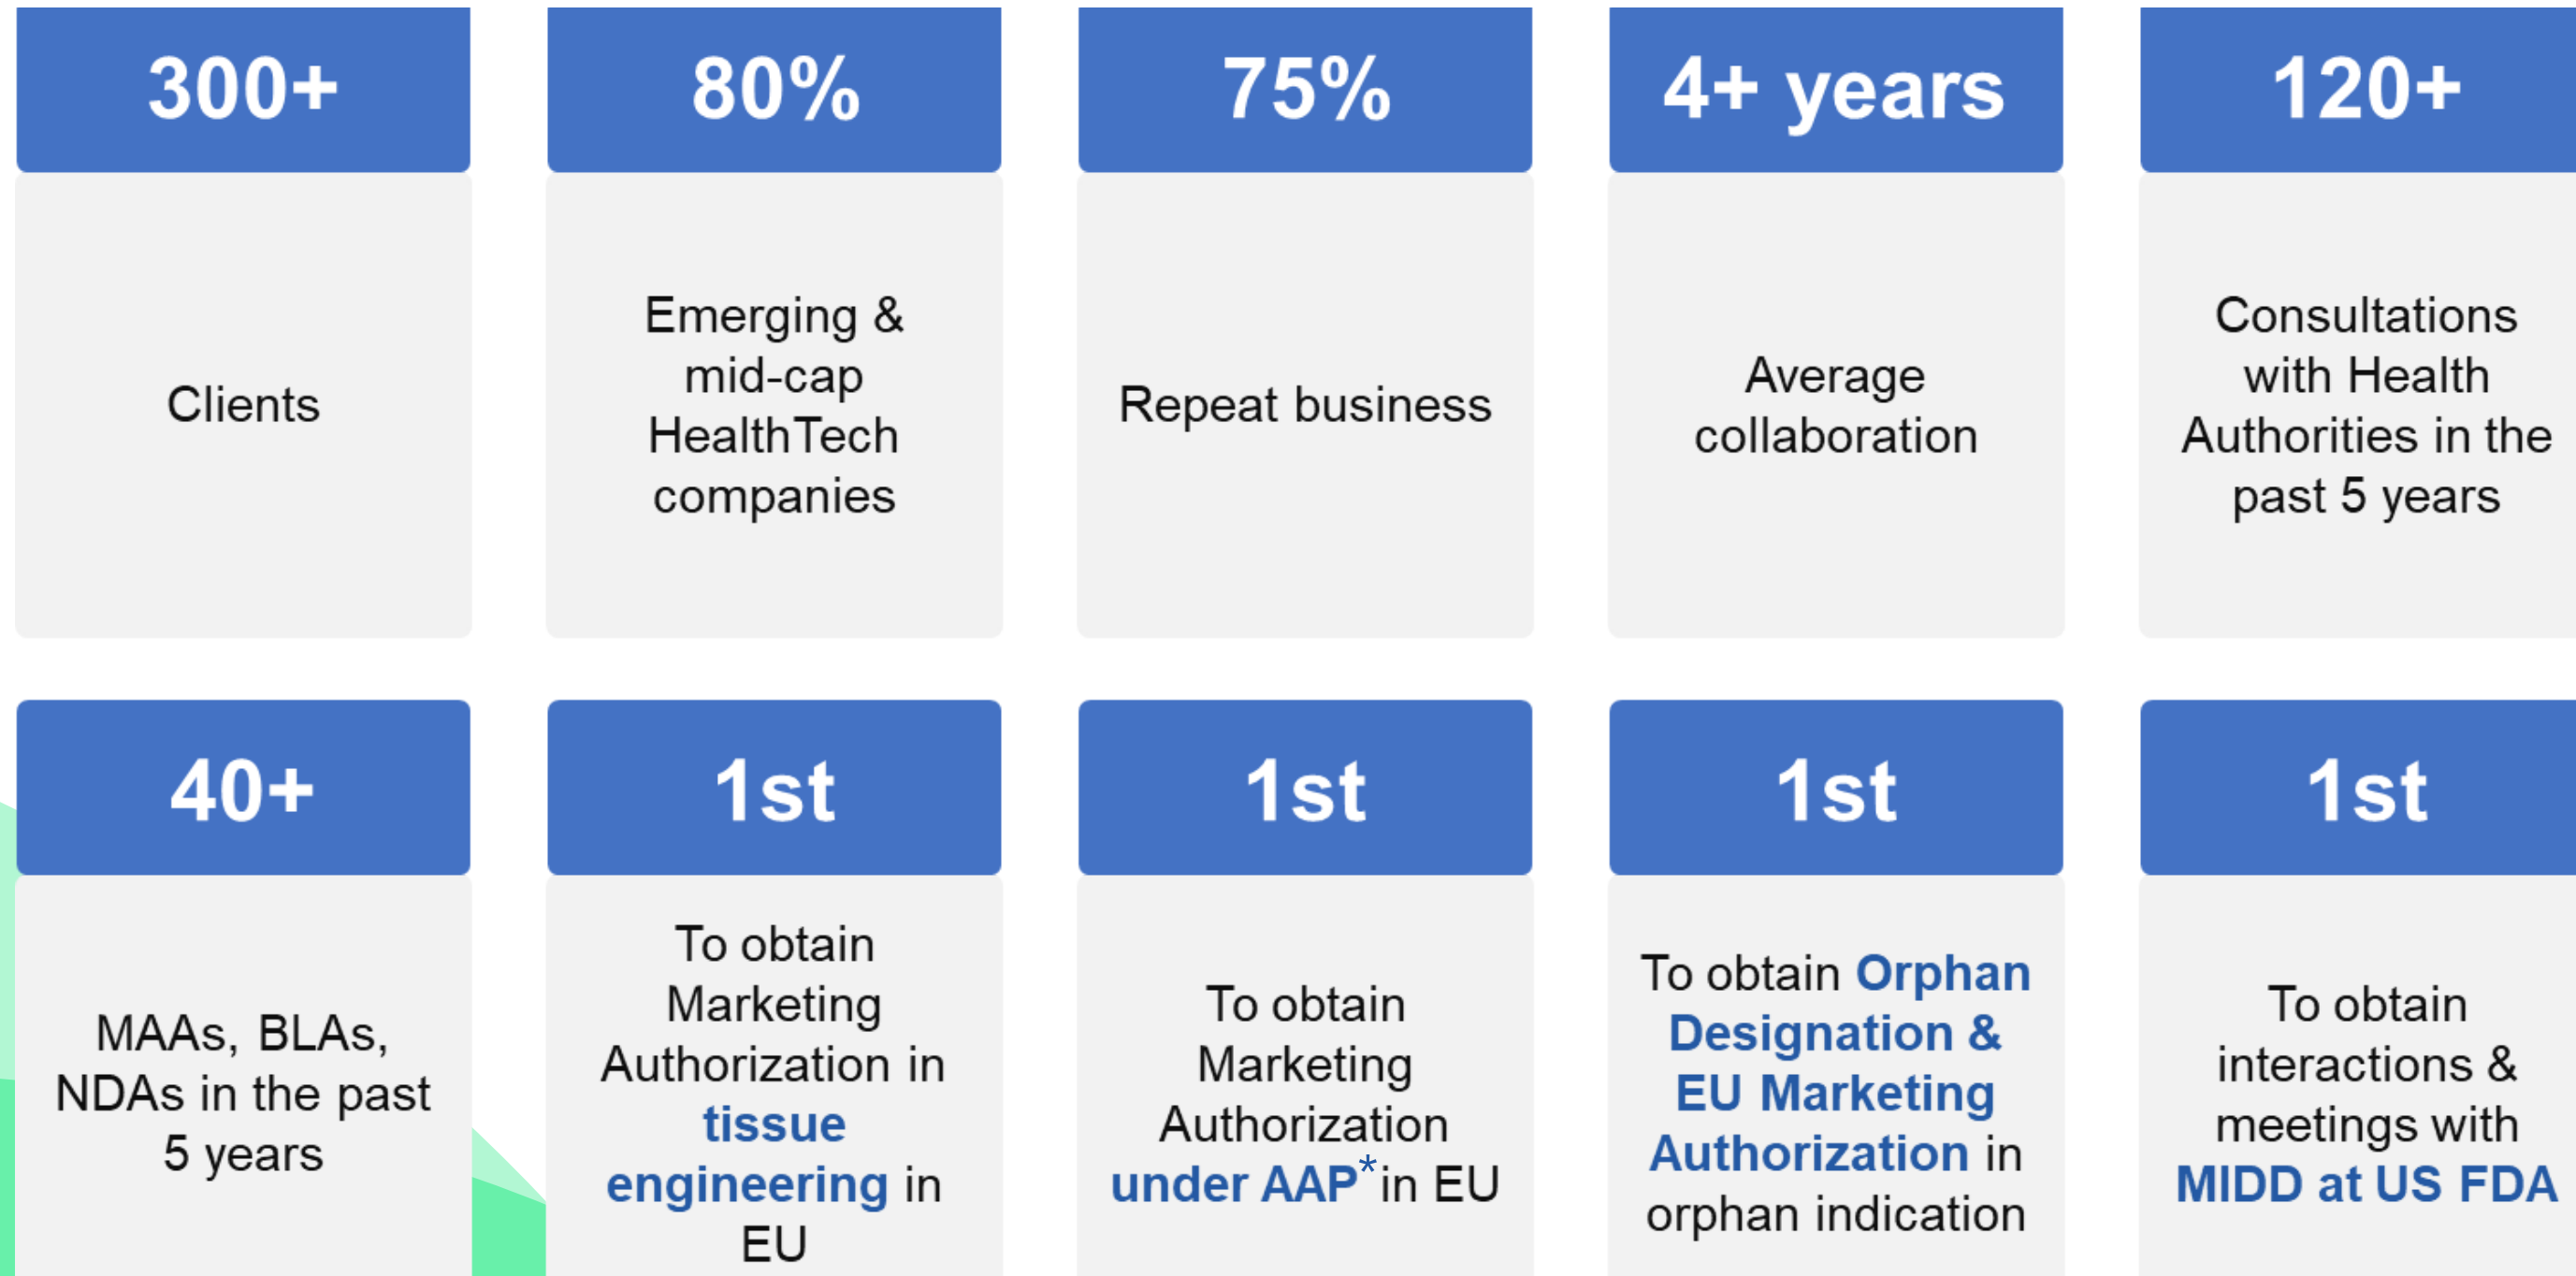 300+
Clients
80%
Emerging &
mid-cap
HealthTech
companies
75%
Repeat business
4+ years
Average
collaboration
120+
Consultations
with Health
Authorities in the
past 5 years
40+
MAAs, BLAs,
NDAs in the past
5 years
1st
To obtain
Marketing
Authorization in
tissue
engineering in
EU
1st
To obtain
Marketing
Authorization
under AAP* in EU
1st
To obtain Orphan
Designation &
EU Marketing
Authorization in
orphan indication
1st
To obtain
interactions &
meetings with
MIDD at US FDA